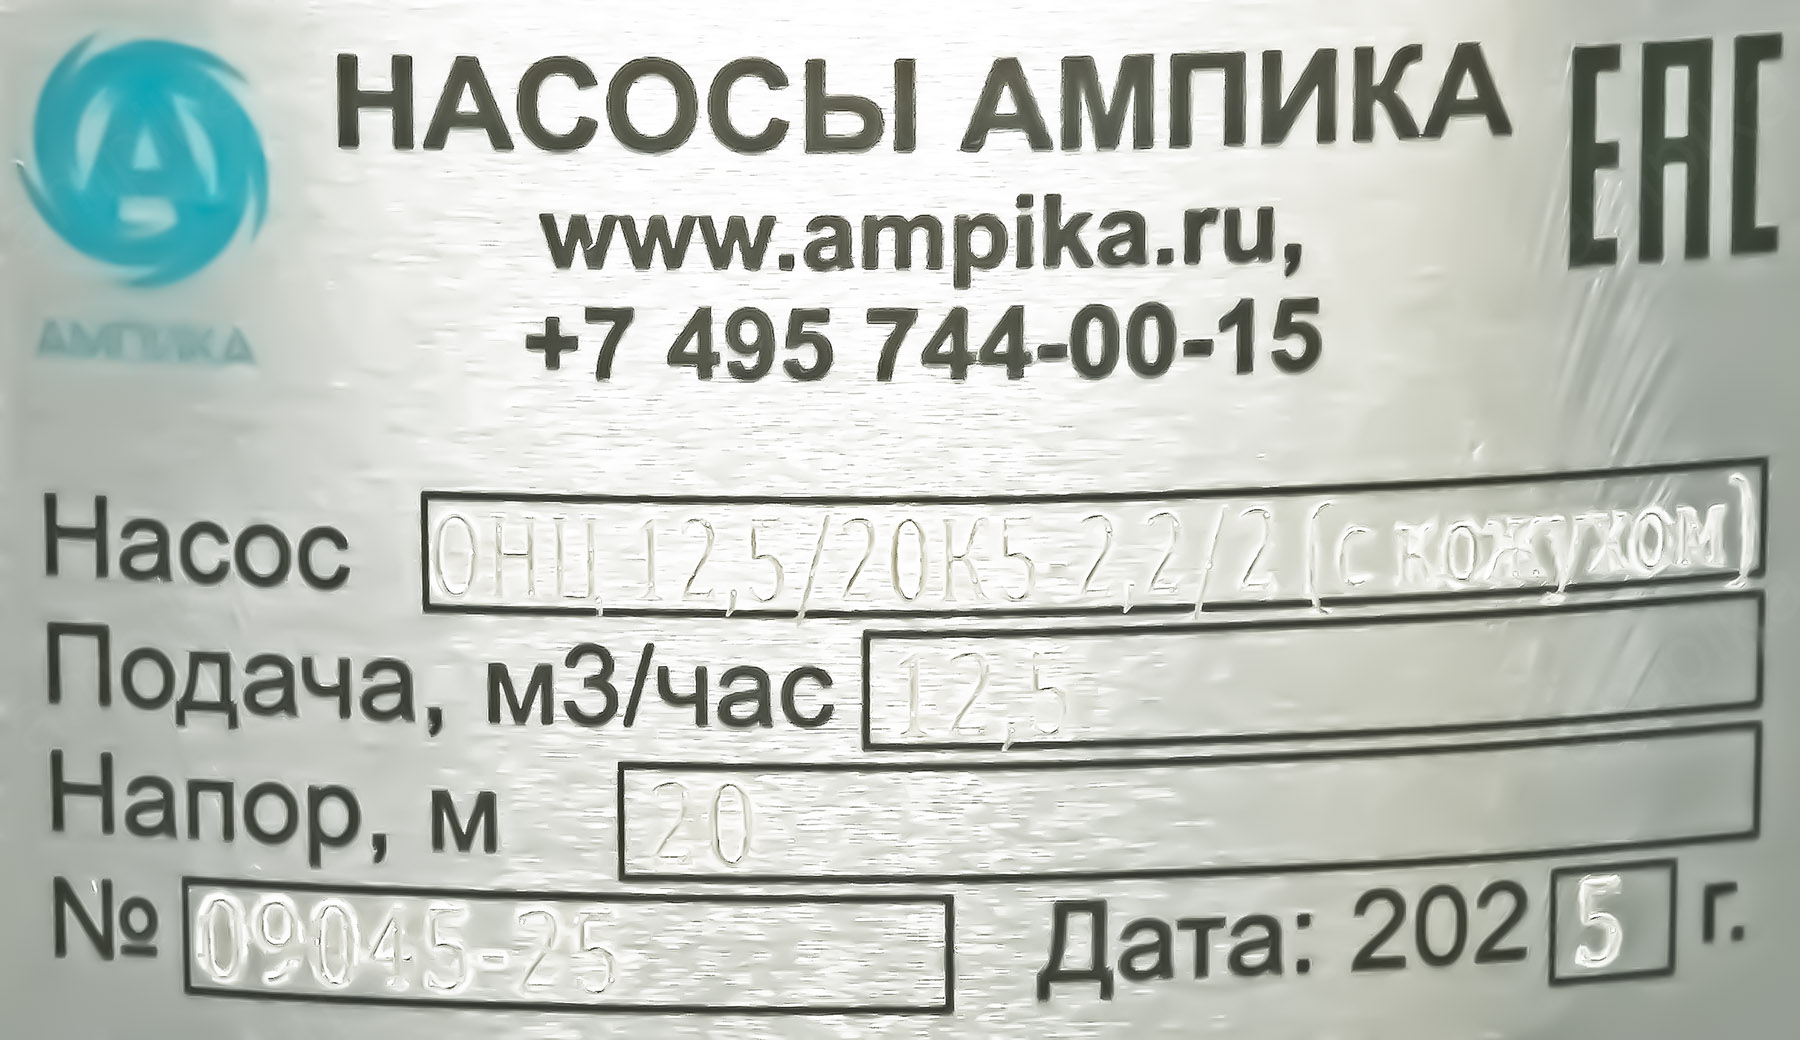 НАСОСЫ АМПИКА
EAC
www.ampika.ru,
+7 495 744-00-15
АМПИКА
Насос ОНЦ 12,5/20К5-2,2/2 (с кожухом)
Подача, м3/час 12,5
Напор, м 20
№ 09045-25 Дата: 2025 г.